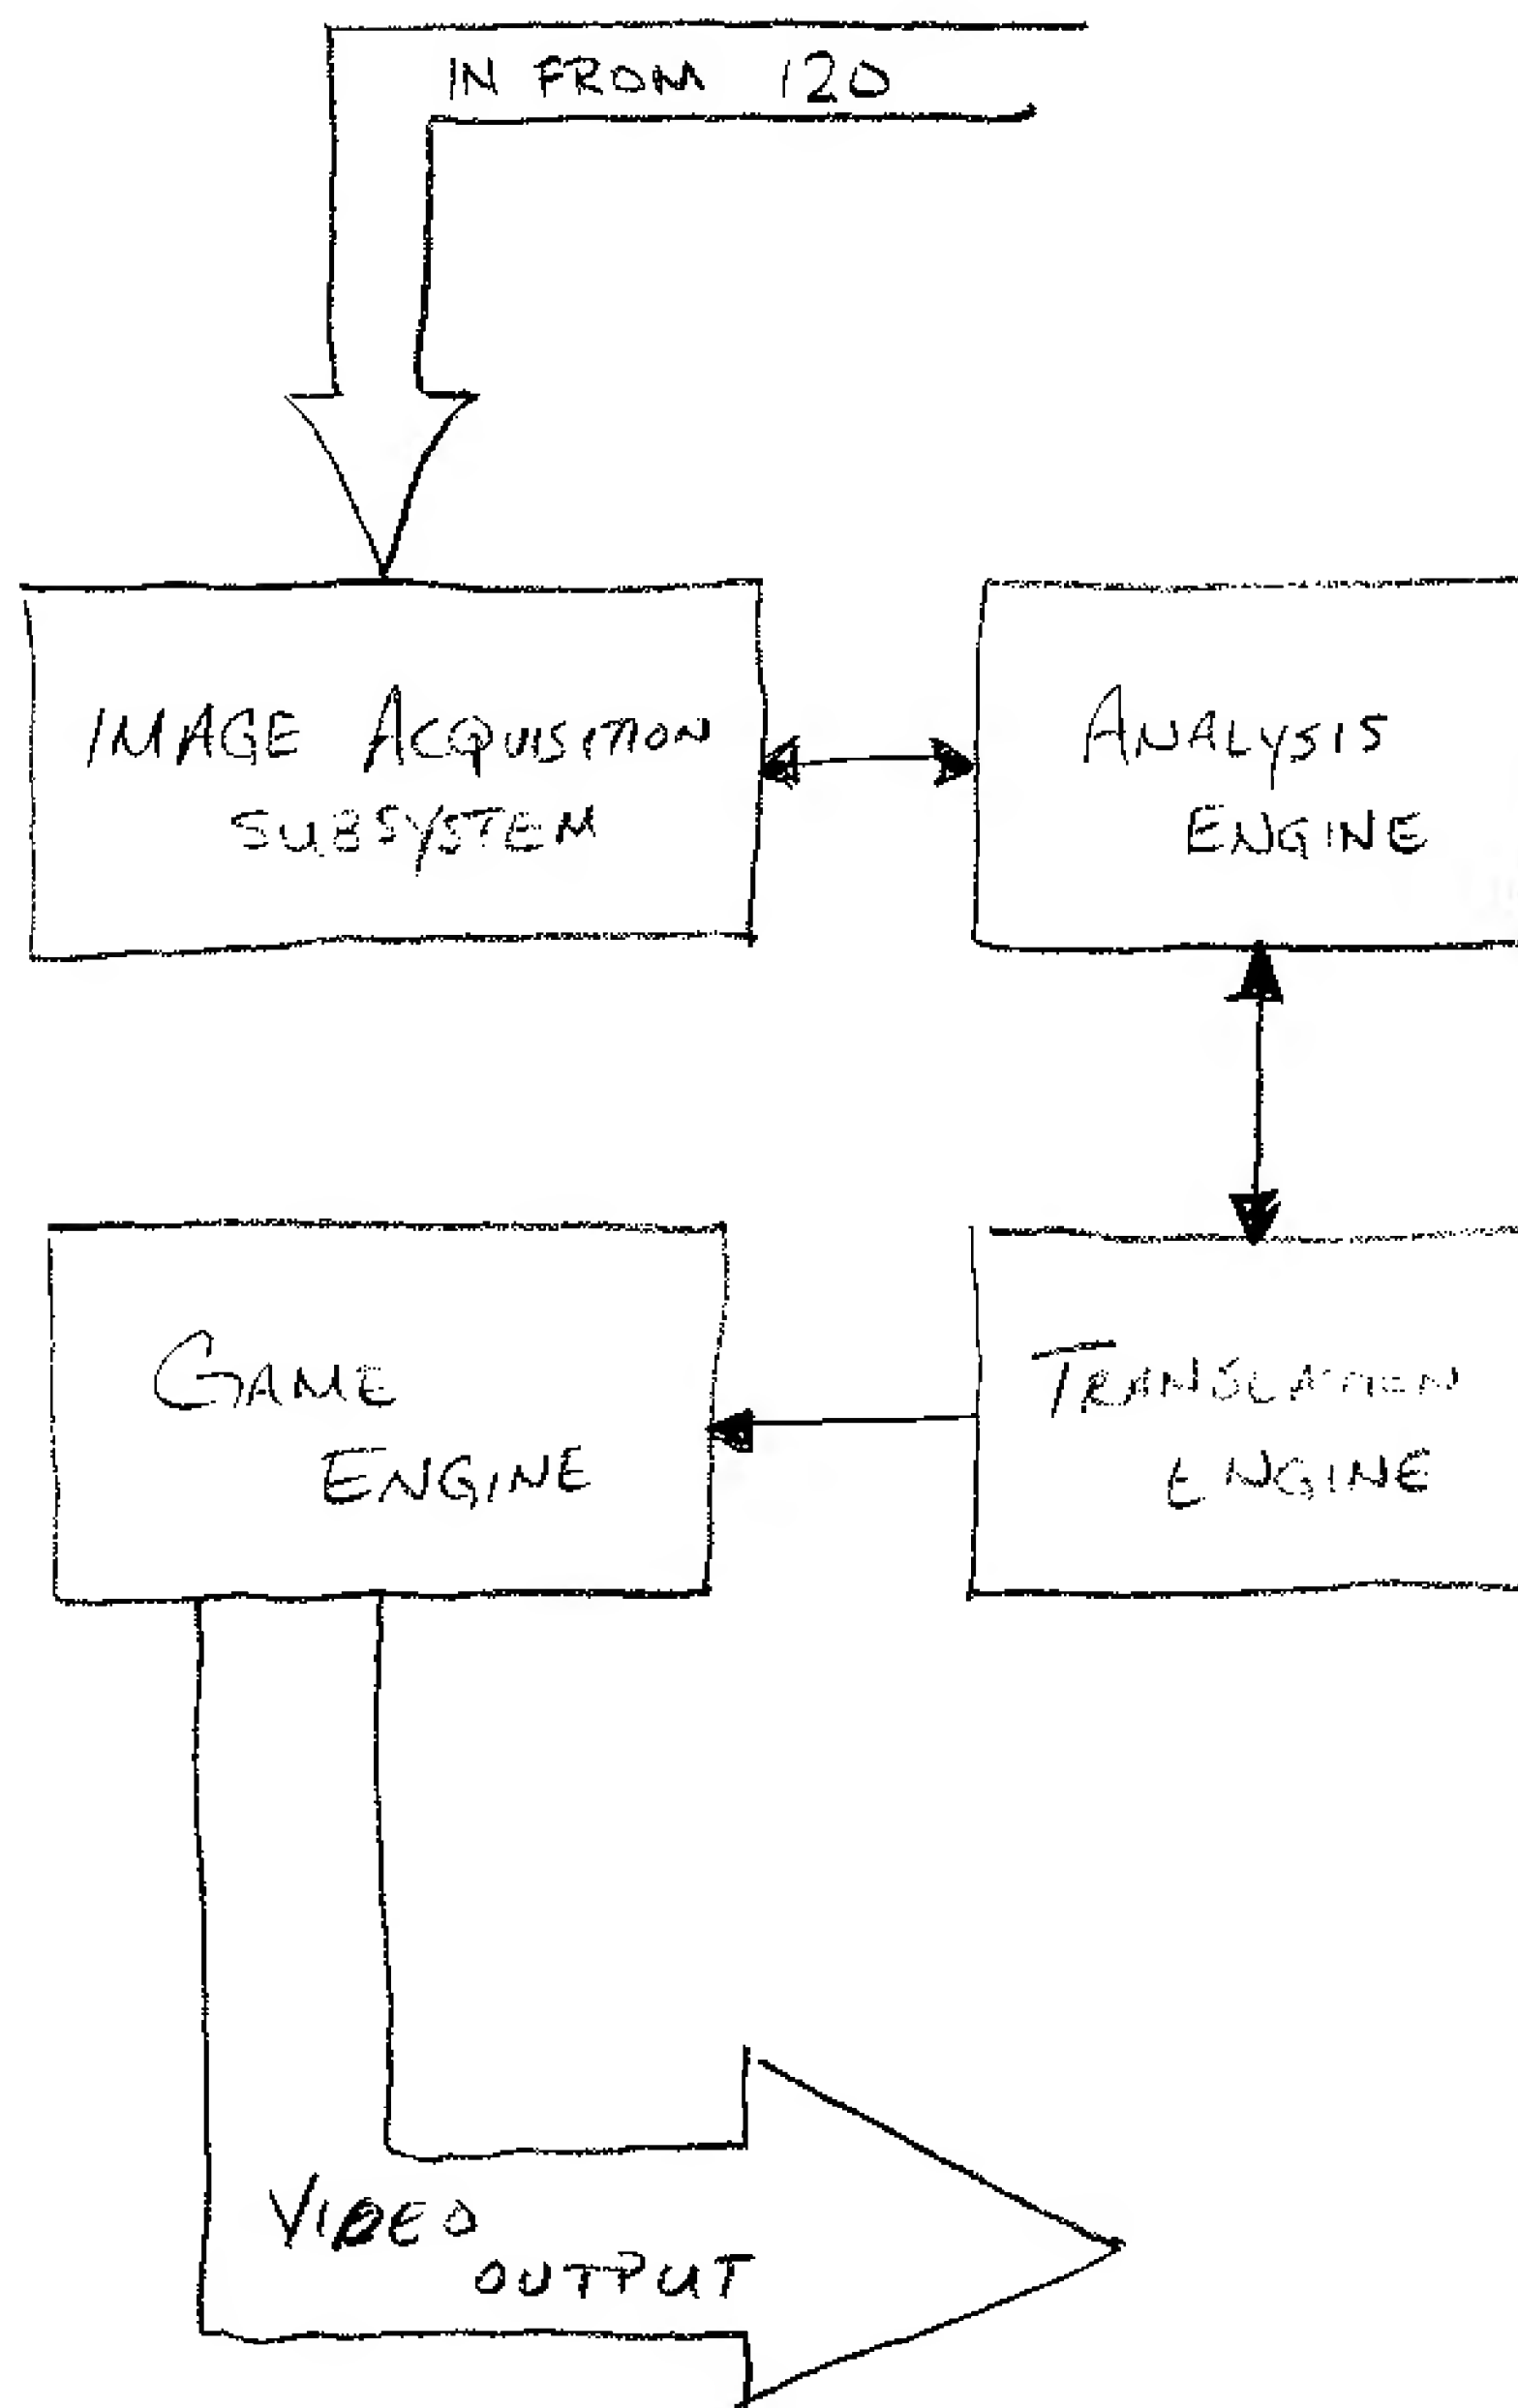 IN FROM 120
IMAGE ACQUISITION
SUBSYSTEM
ANALYSIS
ENGINE
GAME
ENGINE
TRANSLATION
ENGINE
VIDEO
OUTPUT